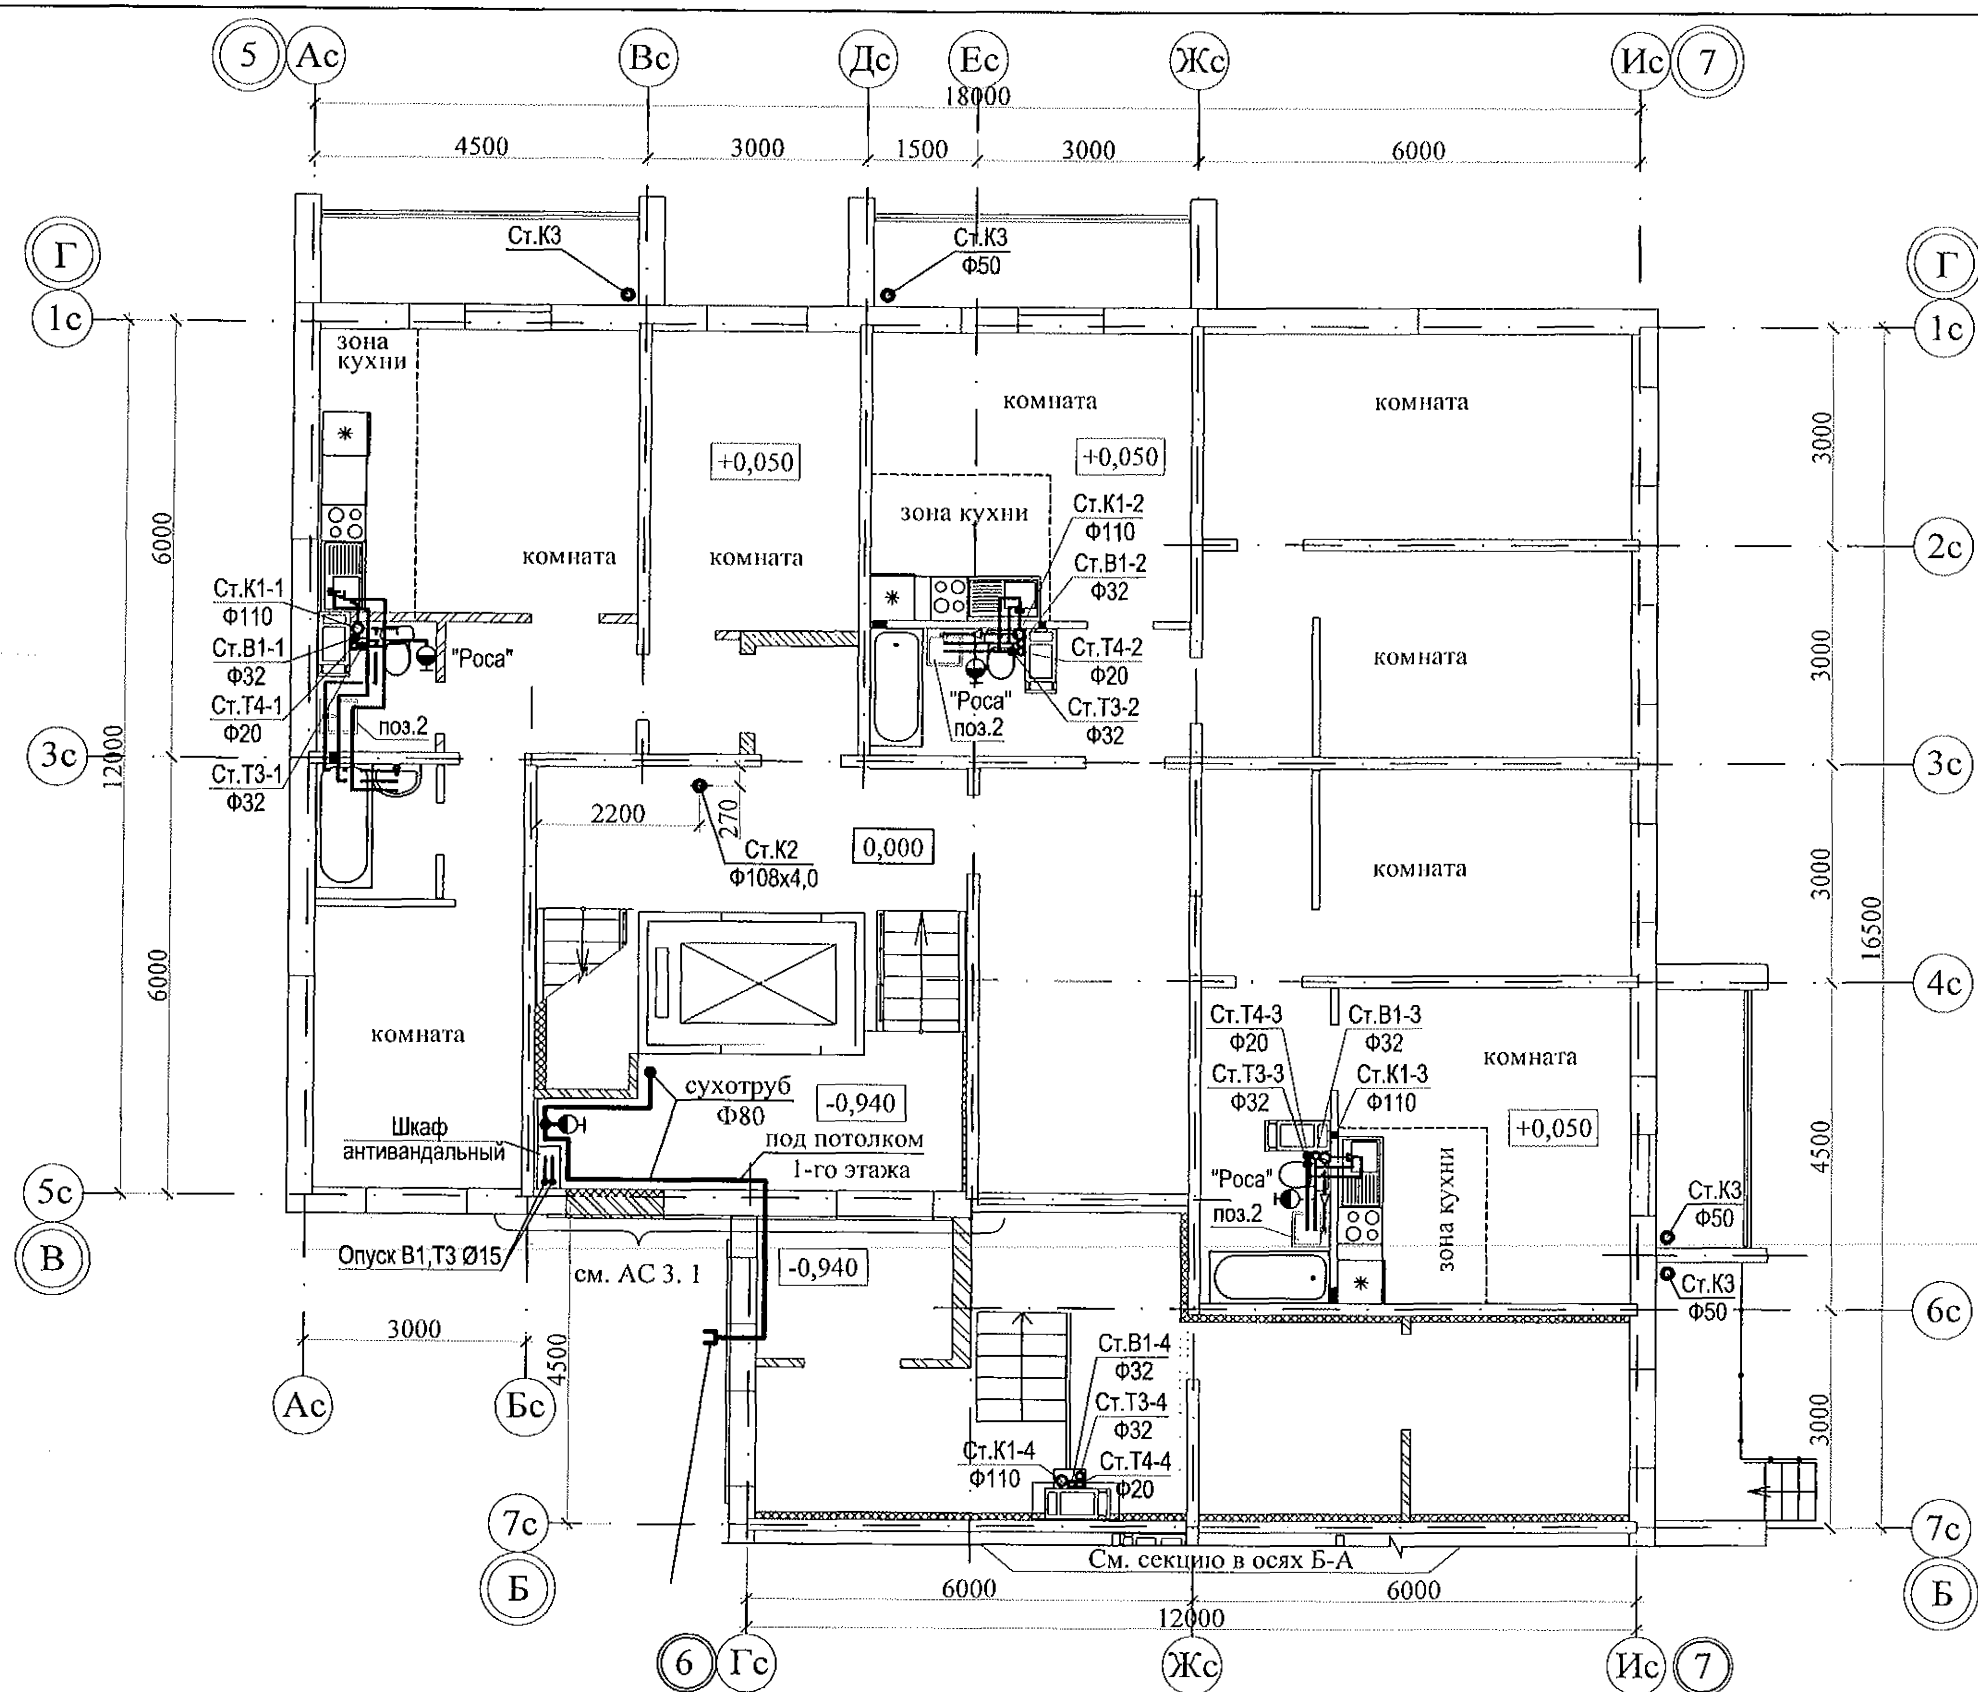 5 Ас Вс Дс Ес Жс Ис 7
18000
4500 3000 1500 3000 6000
Г
1с
Г
1с
Ст.К3
Ст.К3
Ф50
зона
кухни
комната
комната
+0,050
+0,050
3000
зона кухни
Ст.К1-2
Ф110
6000
комната
комната
2с
Ст.В1-2
Ф32
Ст.К1-1
Ф110
Ст.В1-1
Ф32
"Роса"
Ст.Т4-2
Ф20
комната
3000
Ст.Т4-1
Ф20
поз.2
"Роса"
поз.2
Ст.Т3-2
Ф32
3с
12000
Ст.Т3-1
Ф32
3с
2200
270
0,000
Ст.К2
Ф108х4,0
комната
3000
16500
6000
4с
комната
Ст.Т4-3
Ф20
Ст.В1-3
Ф32
комната
Ст.Т3-3
Ф32
Ст.К1-3
Ф110
сухотруб
Ф80
-0,940
+0,050
Шкаф
антивандальный
под потолком
1-го этажа
4500
зона кухни
"Роса"
поз.2
5с
В
Ст.К3
Ф50
Опуск В1,Т3 Ø15
см. АС 3. 1
-0,940
Ст.К3
Ф50
6с
3000
4500
Ст.В1-4
Ф32
Ас
Бс
Ст.Т3-4
Ф32
3000
Ст.К1-4
Ф110
Ст.Т4-4
Ф20
7с
Б
7с
Б
См. секцию в осях Б-А
6000 6000
12000
6 Гс Жс Ис 7